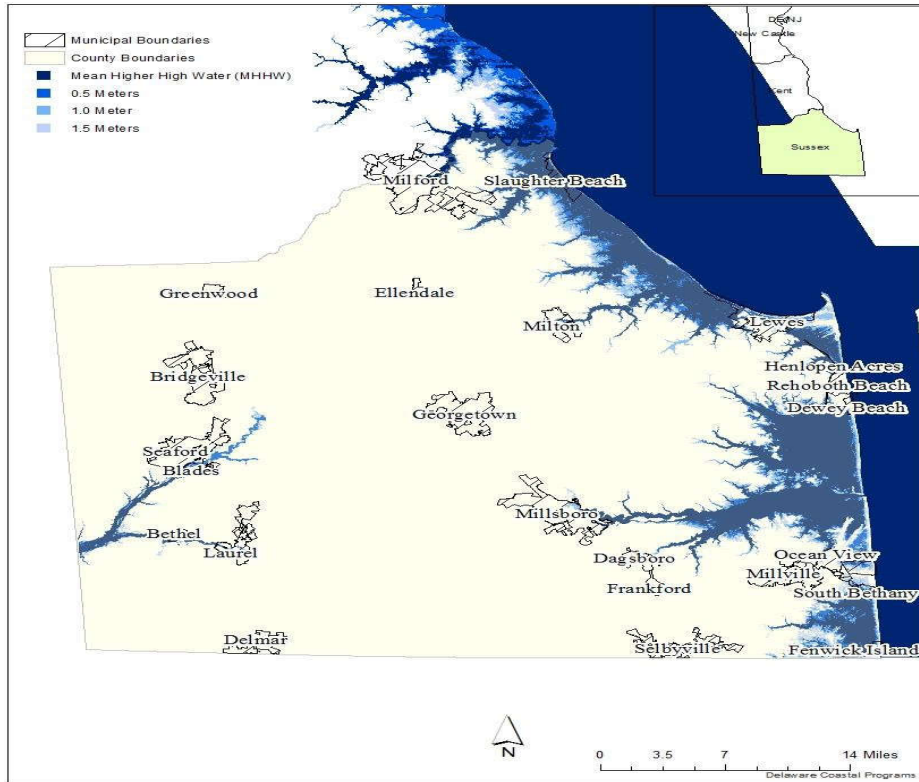 Municipal Boundaries
County Boundaries
Mean Higher High Water (MHHW)
0.5 Meters
1.0 Meter
1.5 Meters
DE/NJ
New Castle
Kent
Sussex
Milford
Slaughter Beach
Greenwood
Ellendale
Milton
Lewes
Henlopen Acres
Bridgeville
Rehoboth Beach
Georgetown
Dewey Beach
Seaford
Blades
Millsboro
Bethel
Laurel
Dagsboro
Ocean View
Millville
Frankford
South Bethany
Delmar
Selbyville
Fenwick Island
N
0 3.5 7 14 Miles
Delaware Coastal Programs